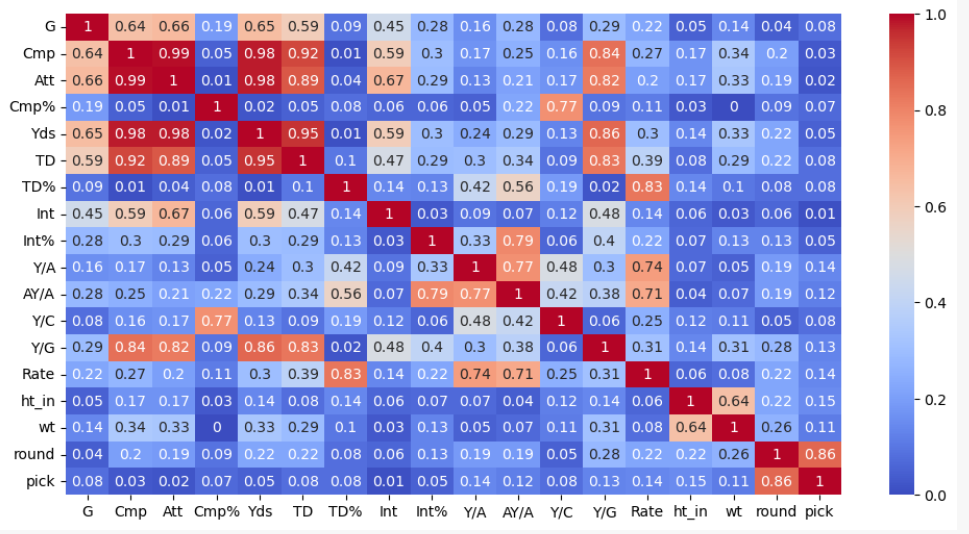 G 1 0.64 0.66 0.19 0.65 0.59 0.09 0.45 0.28 0.16 0.28 0.08 0.29 0.22 0.05 0.14 0.04 0.08
Cmp 0.64 1 0.99 0.05 0.98 0.92 0.01 0.59 0.3 0.17 0.25 0.16 0.84 0.27 0.17 0.34 0.2 0.03
Att 0.66 0.99 1 0.01 0.98 0.89 0.04 0.67 0.29 0.13 0.21 0.17 0.82 0.2 0.17 0.33 0.19 0.02
Cmp% 0.19 0.05 0.01 1 0.02 0.05 0.08 0.06 0.06 0.05 0.22 0.77 0.09 0.11 0.03 0 0.09 0.07
Yds 0.65 0.98 0.98 0.02 1 0.95 0.01 0.59 0.3 0.24 0.29 0.13 0.86 0.3 0.14 0.33 0.22 0.05
TD 0.59 0.92 0.89 0.05 0.95 1 0.1 0.47 0.29 0.3 0.34 0.09 0.83 0.39 0.08 0.29 0.22 0.08
TD% 0.09 0.01 0.04 0.08 0.01 0.1 1 0.14 0.13 0.42 0.56 0.19 0.02 0.83 0.14 0.1 0.08 0.08
Int 0.45 0.59 0.67 0.06 0.59 0.47 0.14 1 0.03 0.09 0.07 0.12 0.48 0.14 0.06 0.03 0.06 0.01
Int% 0.28 0.3 0.29 0.06 0.3 0.29 0.13 0.03 1 0.33 0.79 0.06 0.4 0.22 0.07 0.13 0.13 0.05
Y/A 0.16 0.17 0.13 0.05 0.24 0.3 0.42 0.09 0.33 1 0.77 0.48 0.3 0.74 0.07 0.05 0.19 0.14
AY/A 0.28 0.25 0.21 0.22 0.29 0.34 0.56 0.07 0.79 0.77 1 0.42 0.38 0.71 0.04 0.07 0.19 0.12
Y/C 0.08 0.16 0.17 0.77 0.13 0.09 0.19 0.12 0.06 0.48 0.42 1 0.06 0.25 0.12 0.11 0.05 0.08
Y/G 0.29 0.84 0.82 0.09 0.86 0.83 0.02 0.48 0.4 0.3 0.38 0.06 1 0.31 0.14 0.31 0.28 0.13
Rate 0.22 0.27 0.2 0.11 0.3 0.39 0.83 0.14 0.22 0.74 0.71 0.25 0.31 1 0.06 0.08 0.22 0.14
ht_in 0.05 0.17 0.17 0.03 0.14 0.08 0.14 0.06 0.07 0.07 0.04 0.12 0.14 0.06 1 0.64 0.22 0.15
wt 0.14 0.34 0.33 0 0.33 0.29 0.1 0.03 0.13 0.05 0.07 0.11 0.31 0.08 0.64 1 0.26 0.11
round 0.04 0.2 0.19 0.09 0.22 0.22 0.08 0.06 0.13 0.19 0.19 0.05 0.28 0.22 0.22 0.26 1 0.86
pick 0.08 0.03 0.02 0.07 0.05 0.08 0.08 0.01 0.05 0.14 0.12 0.08 0.13 0.14 0.15 0.11 0.86 1
G Cmp Att Cmp% Yds TD TD% Int Int% Y/A AY/A Y/C Y/G Rate ht_in wt round pick
1.0
0.8
0.6
0.4
0.2
0.0